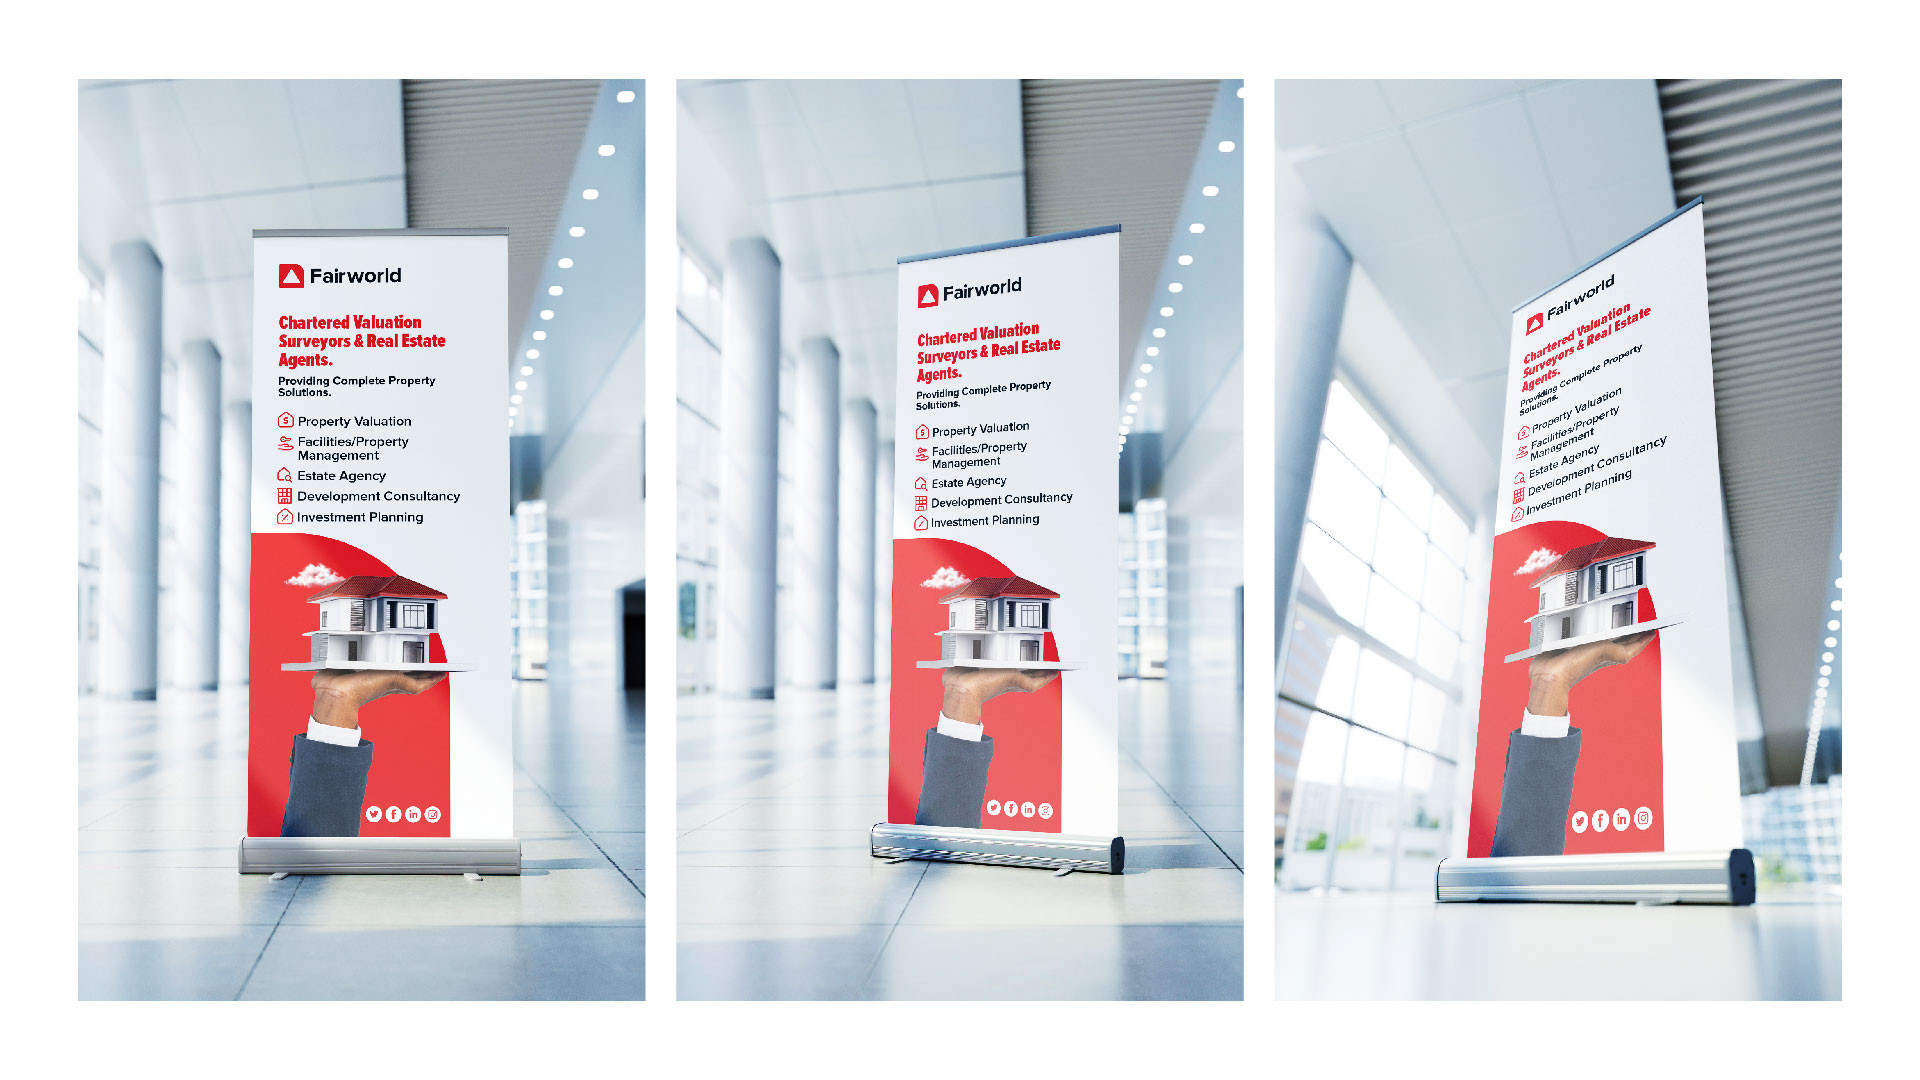 Fairworld
Chartered Valuation
Surveyors & Real Estate
Agents.
Providing Complete Property
Solutions.
Property Valuation
Facilities/Property
Management
Estate Agency
Development Consultancy
Investment Planning
Fairworld
Chartered Valuation
Surveyors & Real Estate
Agents.
Providing Complete Property
Solutions.
Property Valuation
Facilities/Property
Management
Estate Agency
Development Consultancy
Investment Planning
Fairworld
Chartered Valuation
Surveyors & Real Estate
Agents.
Providing Complete Property
Solutions.
Property Valuation
Facilities/Property
Management
Estate Agency
Development Consultancy
Investment Planning